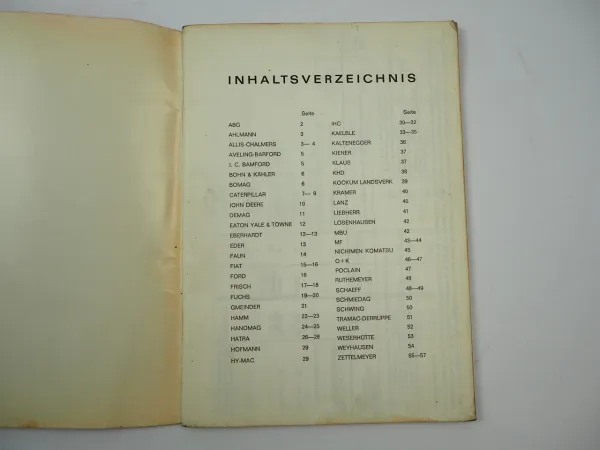 INHALTSVERZEICHNIS
Seite
ABG 2
AHLMANN 2
ALLIS-CHALMERS 3—4
AVELING-BARFORD 5
J. C. BAMFORD 5
BOHN & KÄHLER 6
BOMAG 6
CATERPILLAR 7—9
JOHN DEERE 10
DEMAG 11
EATON YALE & TOWNE 12
EBERHARDT 12—13
EDER 13
FAUN 14
FIAT 15—16
FORD 16
FRISCH 17—18
FUCHS 19—20
GMEINDER 21
HAMM 22—23
HANOMAG 24—25
HATRA 26—28
HOFMANN 29
HY-MAC 29
Seite
IHC 30—32
KAELBLE 33—35
KALTENEGGER 36
KIENER 37
KLAUS 37
KHD 38
KOCKUM LANDSVERK 39
KRAMER 40
LANZ 40
LIEBHERR 41
LOSENHAUSEN 42
MBU 42
MF 43—44
NICHIMEN KOMATSU 45
O+K 46—47
POCLAIN 47
RUTHEMEYER 48
SCHAEFF 48—49
SCHMIEDAG 50
SCHWING 50
TRAMAC-DERRUPPE 51
WELLER 52
WESERHÜTTE 53
WEYHAUSEN 54
ZETTELMEYER 55—57